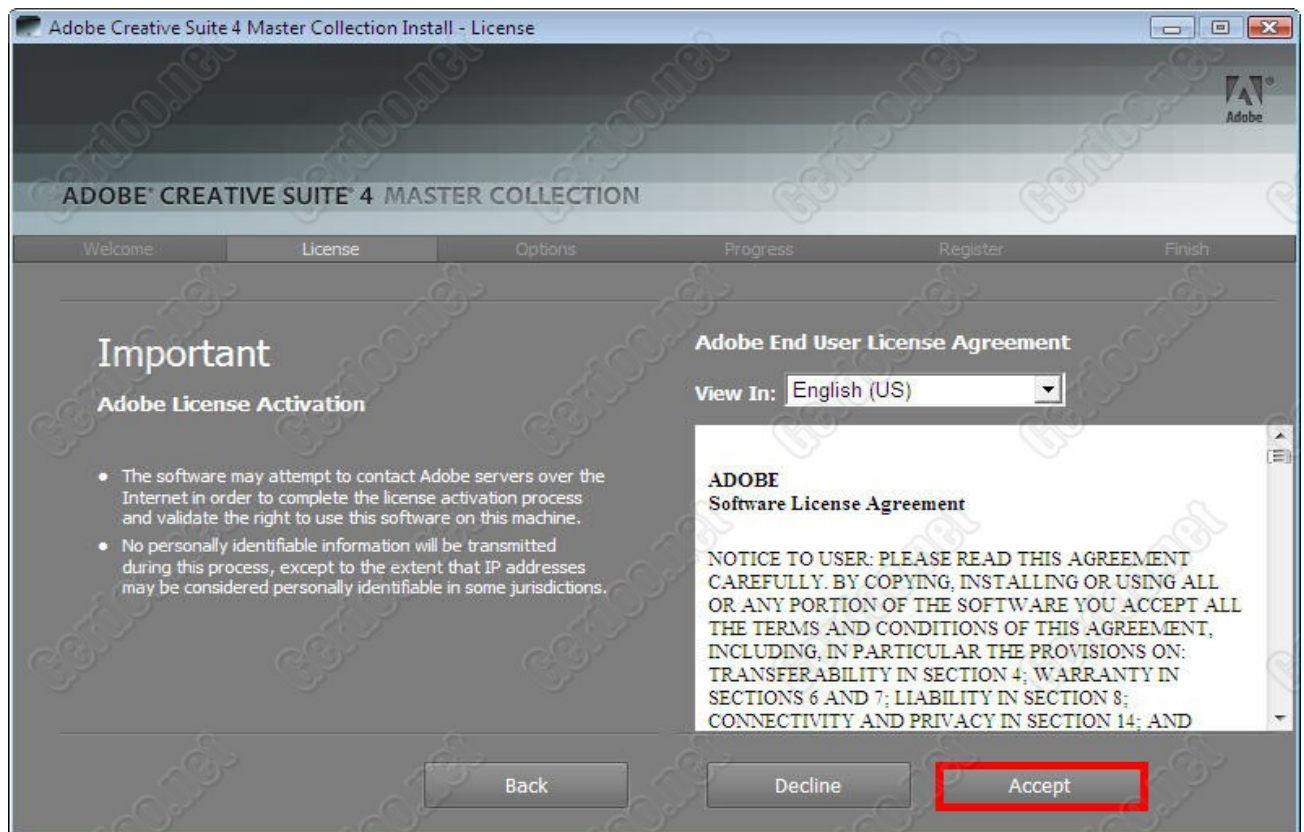 Adobe Creative Suite 4 Master Collection Install - License
Adobe
ADOBE® CREATIVE SUITE® 4 MASTER COLLECTION
Welcome License Options Progress Register Finish
Important
Adobe License Activation
• The software may attempt to contact Adobe servers over the
Internet in order to complete the license activation process
and validate the right to use this software on this machine.
• No personally identifiable information will be transmitted
during this process, except to the extent that IP addresses
may be considered personally identifiable in some jurisdictions.
Adobe End User License Agreement
View In: English (US)
ADOBE
Software License Agreement
NOTICE TO USER: PLEASE READ THIS AGREEMENT
CAREFULLY. BY COPYING, INSTALLING OR USING ALL
OR ANY PORTION OF THE SOFTWARE YOU ACCEPT ALL
THE TERMS AND CONDITIONS OF THIS AGREEMENT,
INCLUDING, IN PARTICULAR THE PROVISIONS ON:
TRANSFERABILITY IN SECTION 4; WARRANTY IN
SECTIONS 6 AND 7; LIABILITY IN SECTION 8;
CONNECTIVITY AND PRIVACY IN SECTION 14; AND
Back Decline Accept
Gerdoo.net